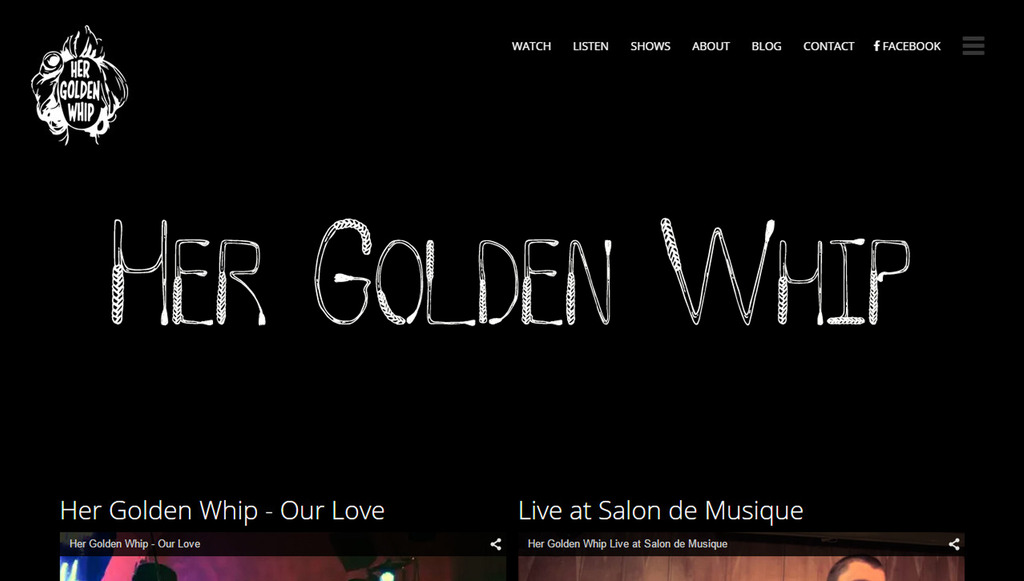 HER
GOLDEN
WHIP
WATCH LISTEN SHOWS ABOUT BLOG CONTACT FACEBOOK
HER GOLDEN WHIP
Her Golden Whip - Our Love
Live at Salon de Musique
Her Golden Whip - Our Love
Her Golden Whip Live at Salon de Musique